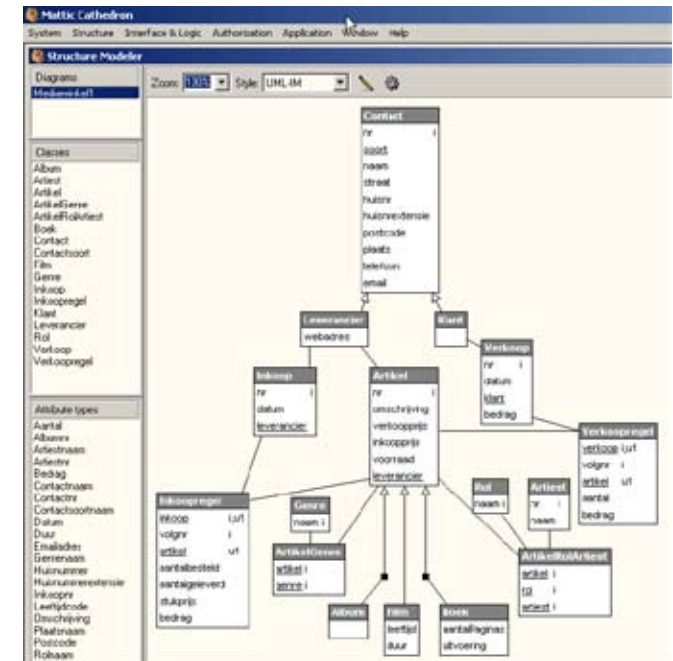 Mattic Cathedron
System Structure Interface & Logic Authorization Application Window Help
Structure Modeler
Diagrams
Mediawinkel1
Zoom: 100% Style: UML-IM
Classes
Album
Artiest
Artikel
ArtikelGenre
ArtikelRolArtiest
Boek
Contact
Contactsoort
Film
Genre
Inkoop
Inkoopregel
Klant
Leverancier
Rol
Verkoop
Verkoopregel
Attribute types
Aantal
Albumnr
Artiestnaam
Artiestnr
Bedrag
Contactnaam
Contactnr
Contactsoortnaam
Datum
Duur
Emailadres
Genrenaam
Huisnummer
Huisnummerextensie
Inkoopnr
Leeftijdcode
Omschrijving
Plaatsnaam
Postcode
Rolnaam
Contact
nr i
soort
naam
straat
huisnr
huisnrextensie
postcode
plaats
telefoon
email
Leverancier
webadres
Klant
Verkoop
nr i
datum
klant
bedrag
Inkoop
nr i
datum
leverancier
Artikel
nr i
omschrijving
verkoopprijs
inkoopprijs
voorraad
leverancier
Verkoopregel
verkoop i,u1
volgnr i
artikel u1
aantal
bedrag
Inkoopregel
inkoop i,u1
volgnr i
artikel u1
aantalbesteld
aantalgeleverd
stukprijs
bedrag
Genre
naam i
ArtikelGenre
artikel i
genre i
Rol
naam i
Artiest
nr i
naam
ArtikelRolArtiest
artikel i
rol i
artiest i
Album
Film
leeftijd
duur
Boek
aantalPaginas
uitvoering